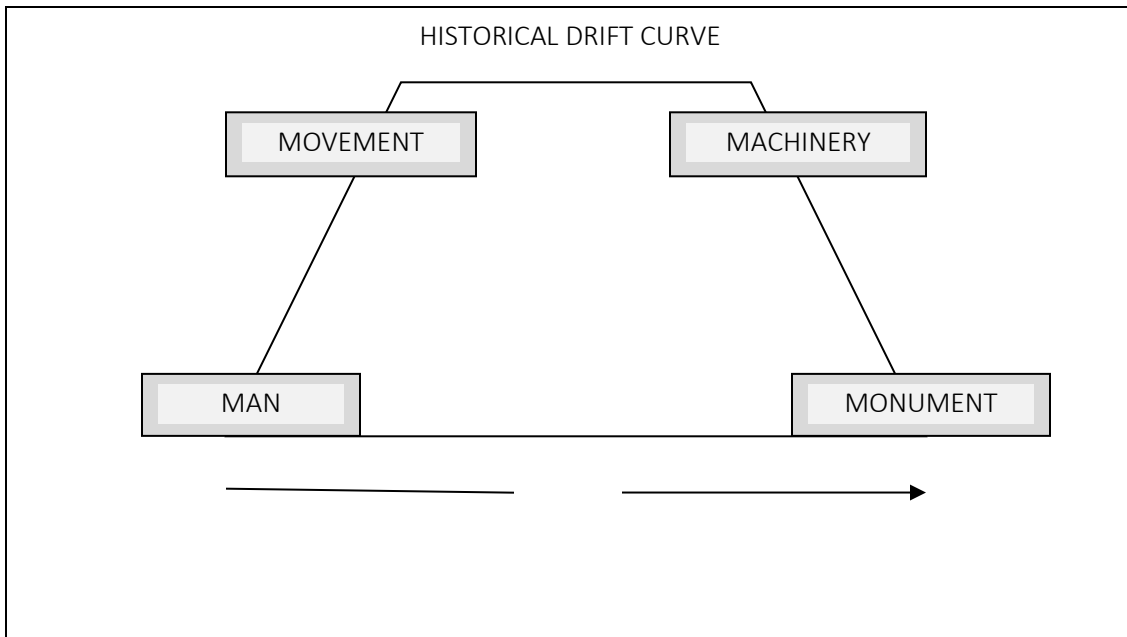 HISTORICAL DRIFT CURVE
MOVEMENT
MACHINERY
MAN
MONUMENT